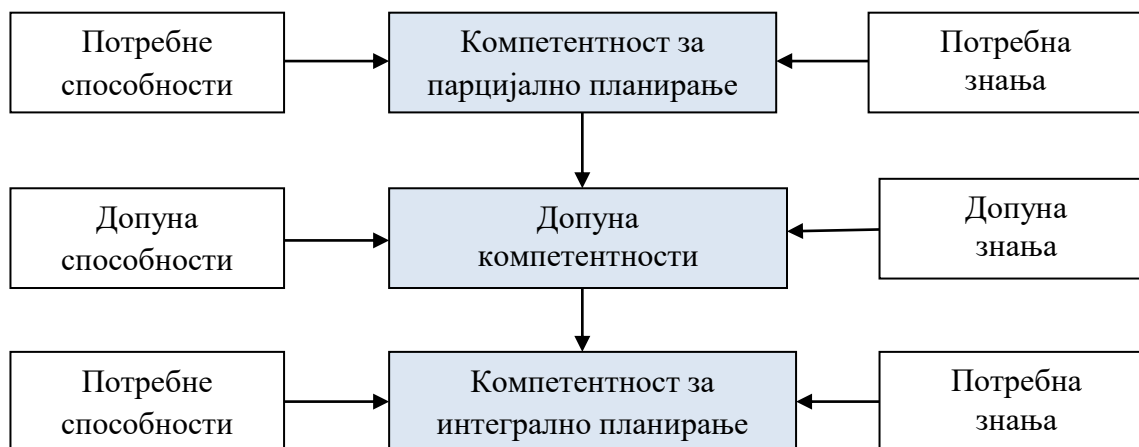 Потребне
способности
Компетентност за
парцијално планирање
Потребна
знања
Допуна
способности
Допуна
компетентности
Допуна
знања
Потребне
способности
Компетентност за
интегрално планирање
Потребна
знања